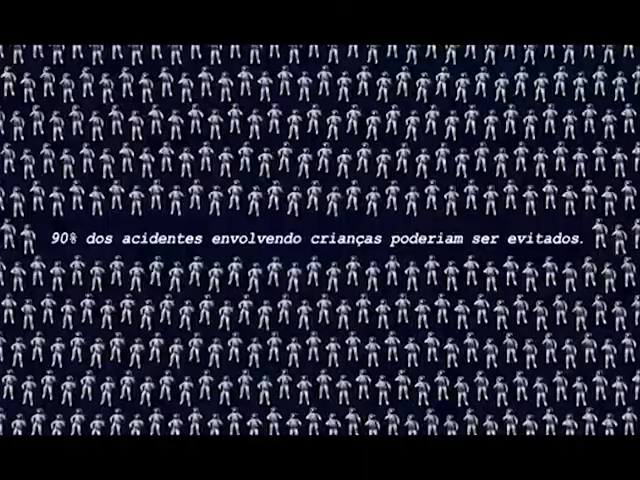 90% dos acidentes envolvendo crianças poderiam ser evitados.